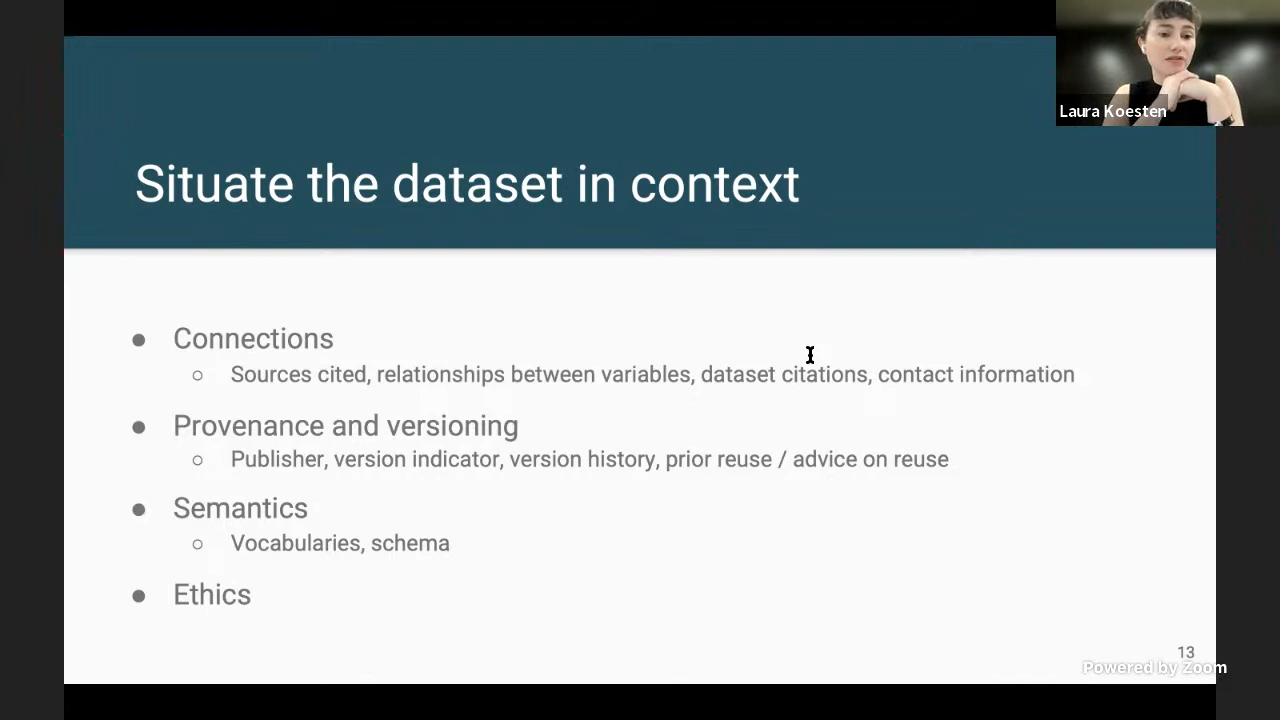 Laura Koesten
Situate the dataset in context
● Connections
○ Sources cited, relationships between variables, dataset citations, contact information
● Provenance and versioning
○ Publisher, version indicator, version history, prior reuse / advice on reuse
● Semantics
○ Vocabularies, schema
● Ethics
13
Powered by Zoom